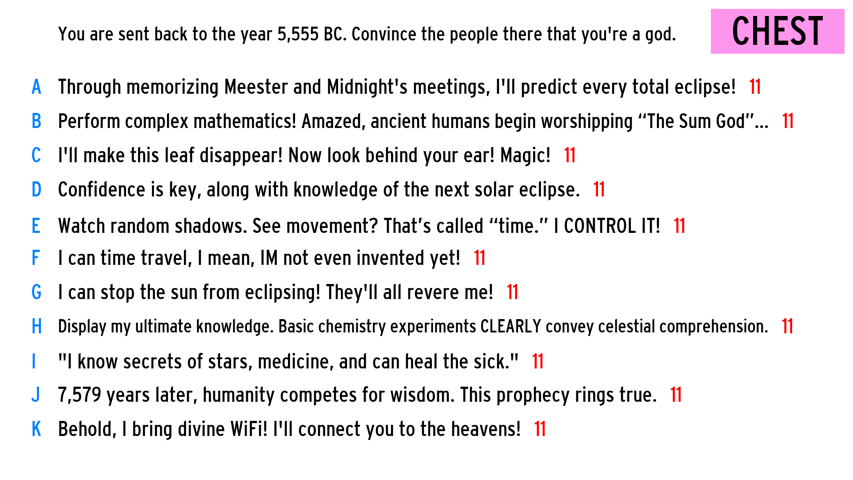 You are sent back to the year 5,555 BC. Convince the people there that you're a god.
CHEST
A Through memorizing Meester and Midnight's meetings, I'll predict every total eclipse! 11
B Perform complex mathematics! Amazed, ancient humans begin worshipping “The Sum God”... 11
C I'll make this leaf disappear! Now look behind your ear! Magic! 11
D Confidence is key, along with knowledge of the next solar eclipse. 11
E Watch random shadows. See movement? That’s called “time.” I CONTROL IT! 11
F I can time travel, I mean, IM not even invented yet! 11
G I can stop the sun from eclipsing! They'll all revere me! 11
H Display my ultimate knowledge. Basic chemistry experiments CLEARLY convey celestial comprehension. 11
I "I know secrets of stars, medicine, and can heal the sick." 11
J 7,579 years later, humanity competes for wisdom. This prophecy rings true. 11
K Behold, I bring divine WiFi! I'll connect you to the heavens! 11